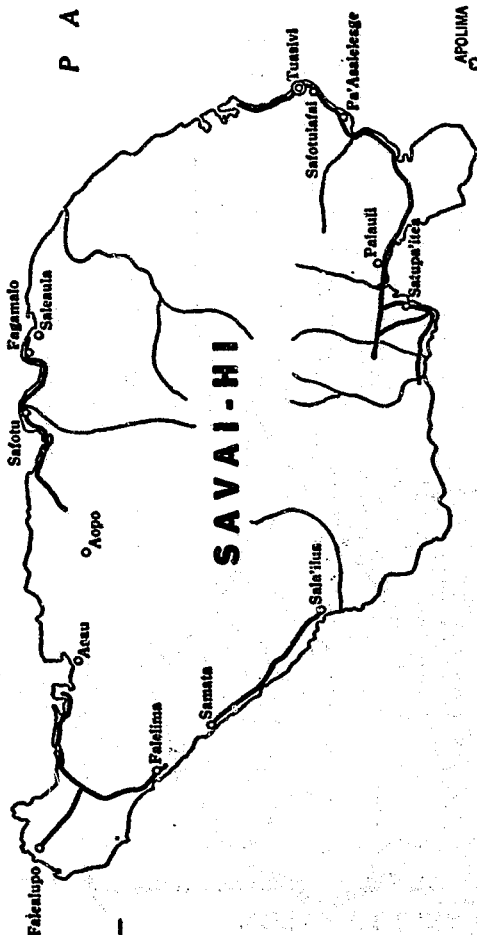 P A
Tuasivi
Safotulafai
Pa'Asaleleage
APOLIMA
Palauli
Satupa'itea
Fagamalo
Saleaula
Safotu
SAVAI-HI
Aopo
Sala'ilua
Asau
Samata
Falelima
Falealupo